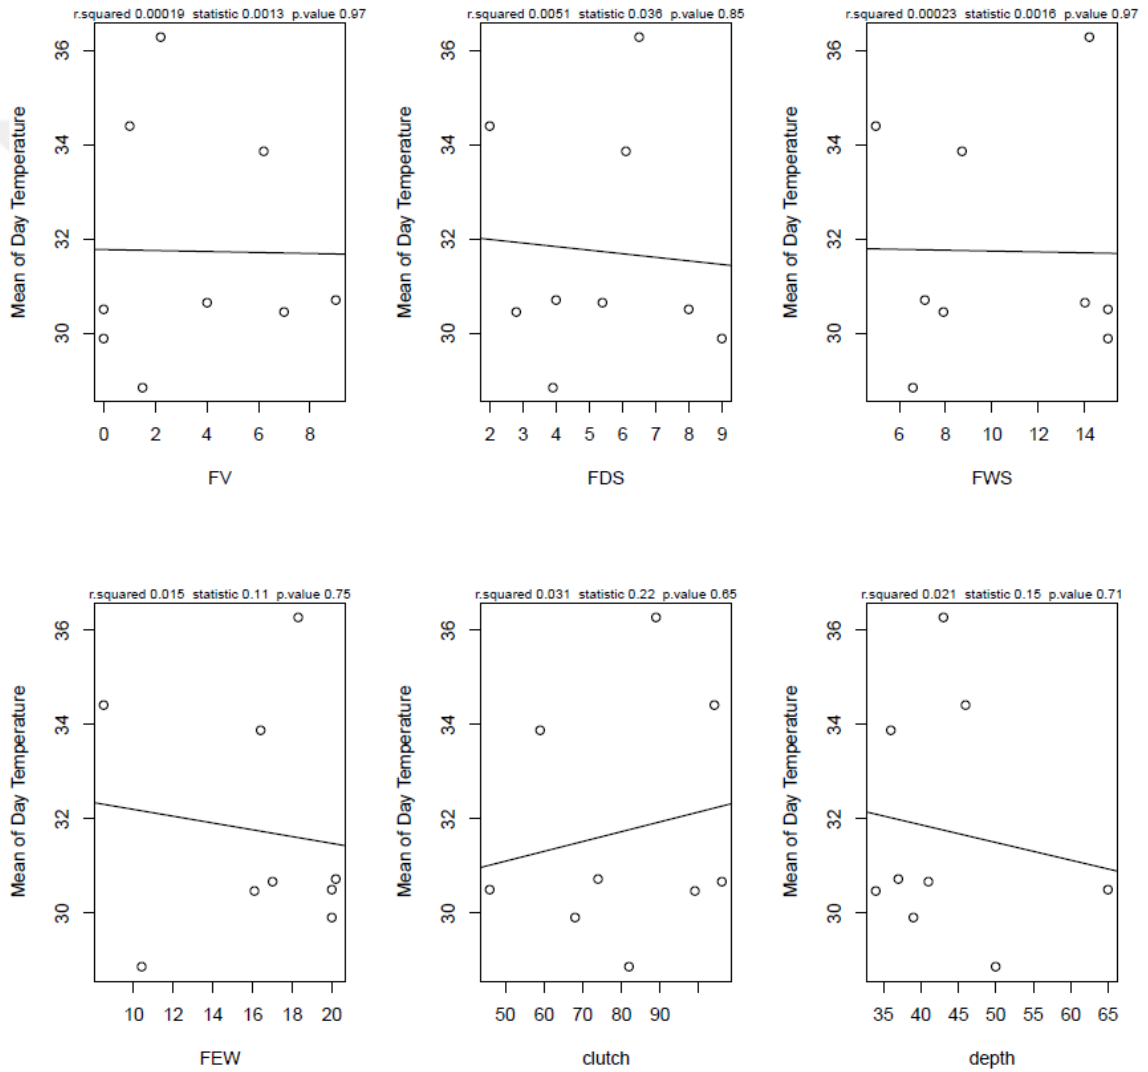 r.squared 0.00019 statistic 0.0013 p.value 0.97
Mean of Day Temperature
36
34
32
30
0 2 4 6 8
FV
r.squared 0.0051 statistic 0.036 p.value 0.85
Mean of Day Temperature
36
34
32
30
2 3 4 5 6 7 8 9
FDS
r.squared 0.00023 statistic 0.0016 p.value 0.97
Mean of Day Temperature
36
34
32
30
6 8 10 12 14
FWS
r.squared 0.015 statistic 0.11 p.value 0.75
Mean of Day Temperature
36
34
32
30
10 12 14 16 18 20
FEW
r.squared 0.031 statistic 0.22 p.value 0.65
Mean of Day Temperature
36
34
32
30
50 60 70 80 90
clutch
r.squared 0.021 statistic 0.15 p.value 0.71
Mean of Day Temperature
36
34
32
30
35 40 45 50 55 60 65
depth